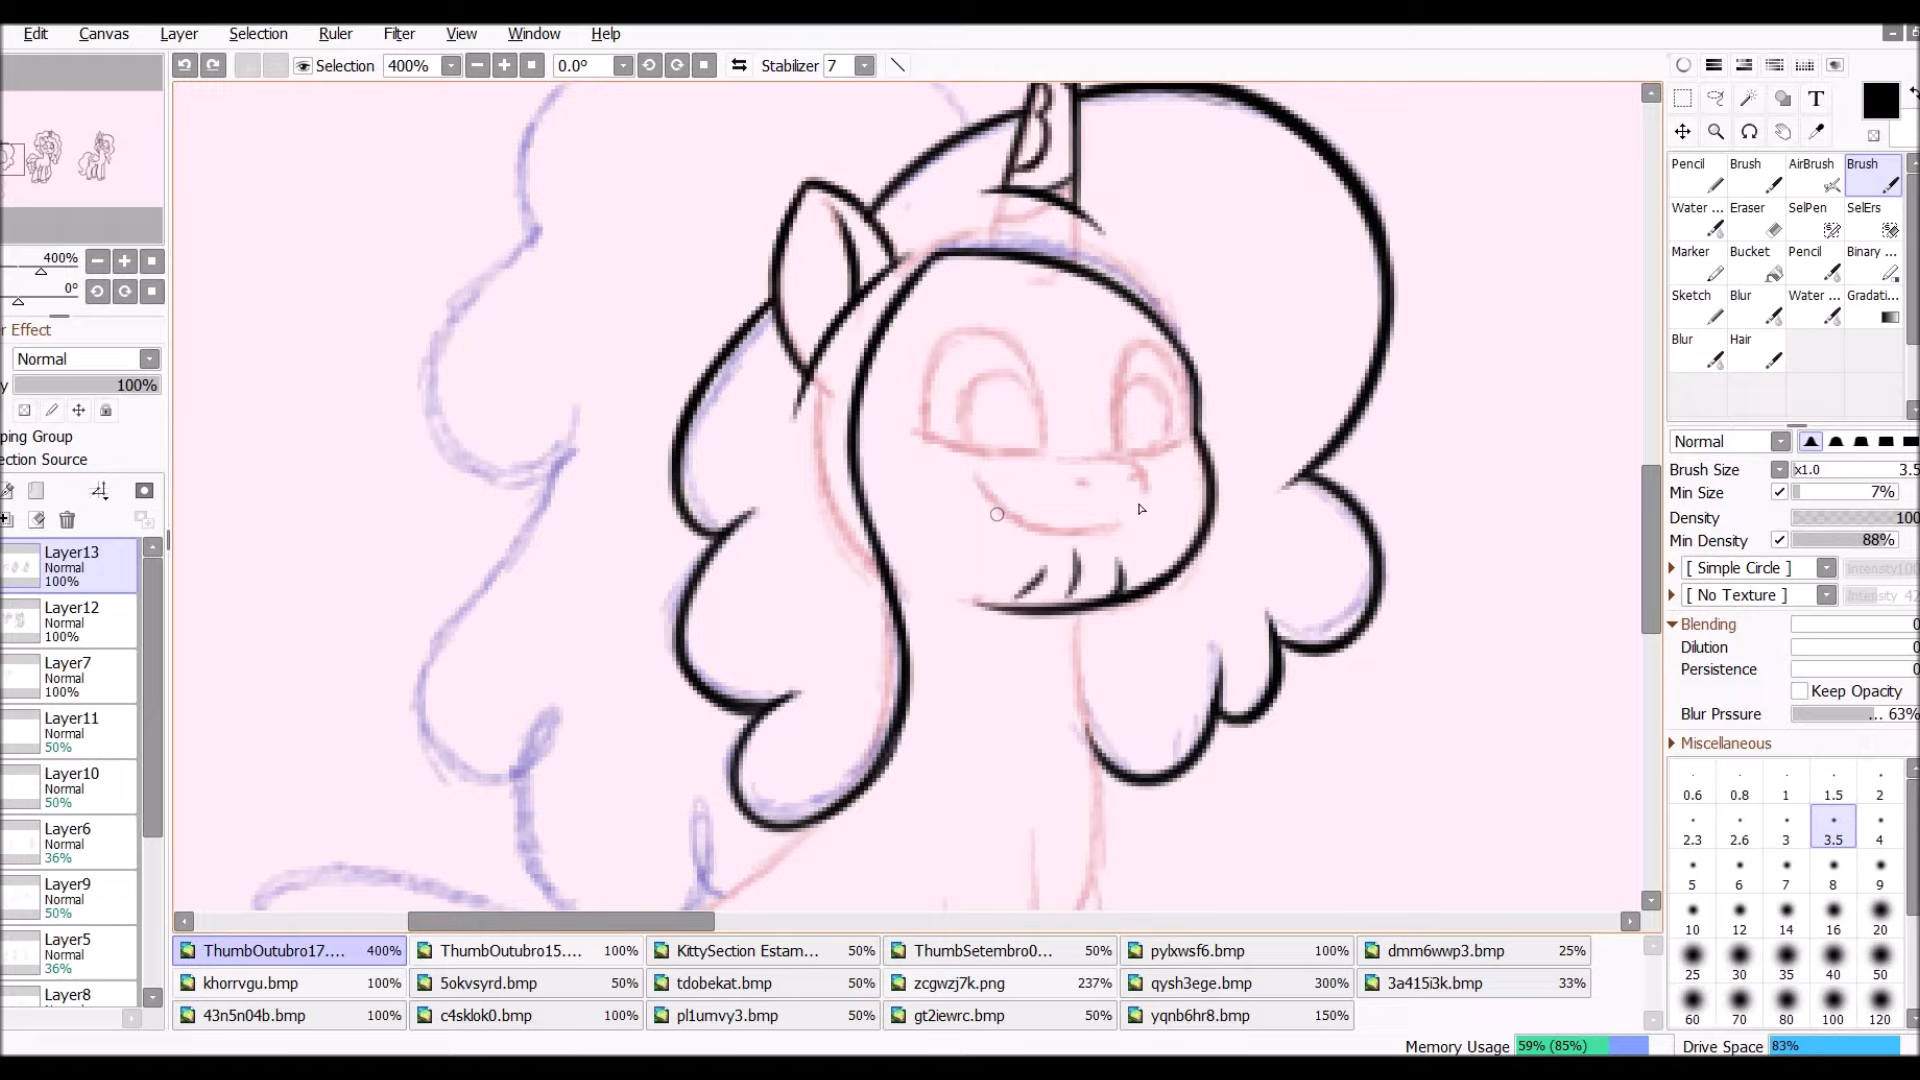 Edit Canvas Layer Selection Ruler Filter View Window Help
Selection 400% 0.0° Stabilizer 7
T
400%
0°
r Effect
Normal
y 100%
ping Group
ection Source
Layer13
Normal
100%
Layer12
Normal
100%
Layer7
Normal
100%
Layer11
Normal
50%
Layer10
Normal
50%
Layer6
Normal
36%
Layer9
Normal
50%
Layer5
Normal
36%
Layer8
Pencil Brush AirBrush Brush
Water ... Eraser SelPen SelErs
Marker Bucket Pencil Binary ...
Sketch Blur Water ... Gradati...
Blur Hair
Normal
Brush Size x1.0 3.5
Min Size 7%
Density 100
Min Density 88%
[ Simple Circle ] Intensity 100
[ No Texture ] Intensity 42
Blending 0
Dilution 0
Persistence 0
Keep Opacity
Blur Prssure ... 63%
Miscellaneous
0.6 0.8 1 1.5 2
2.3 2.6 3 3.5 4
5 6 7 8 9
10 12 14 16 20
25 30 35 40 50
60 70 80 100 120
ThumbOutubro17.... 400% ThumbOutubro15.... 100% KittySection Estam... 50% ThumbSetembro0... 50% pylxwsf6.bmp 100% dmm6wwp3.bmp 25%
khorrvgu.bmp 100% 5okvsyrd.bmp 50% tdobekat.bmp 50% zcgwzj7k.png 237% qysh3ege.bmp 300% 3a415i3k.bmp 33%
43n5n04b.bmp 100% c4sklok0.bmp 100% pl1umvy3.bmp 50% gt2iewrc.bmp 50% yqnb6hr8.bmp 150%
Memory Usage 59% (85%) Drive Space 83%